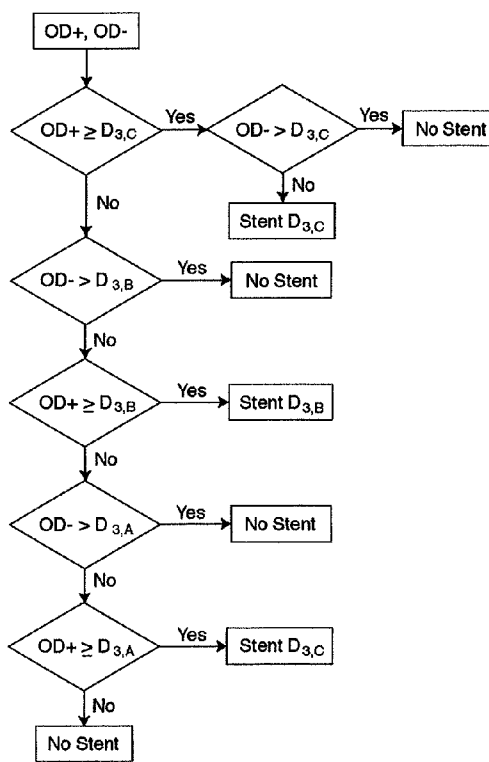 OD+, OD-
OD+ ≥ D3,C
Yes
OD- > D3,C
Yes
No Stent
No
No
Stent D3,C
OD- > D3,B
Yes
No Stent
No
OD+ ≥ D3,B
Yes
Stent D3,B
No
OD- > D3,A
Yes
No Stent
No
OD+ ≥ D3,A
Yes
Stent D3,C
No
No Stent